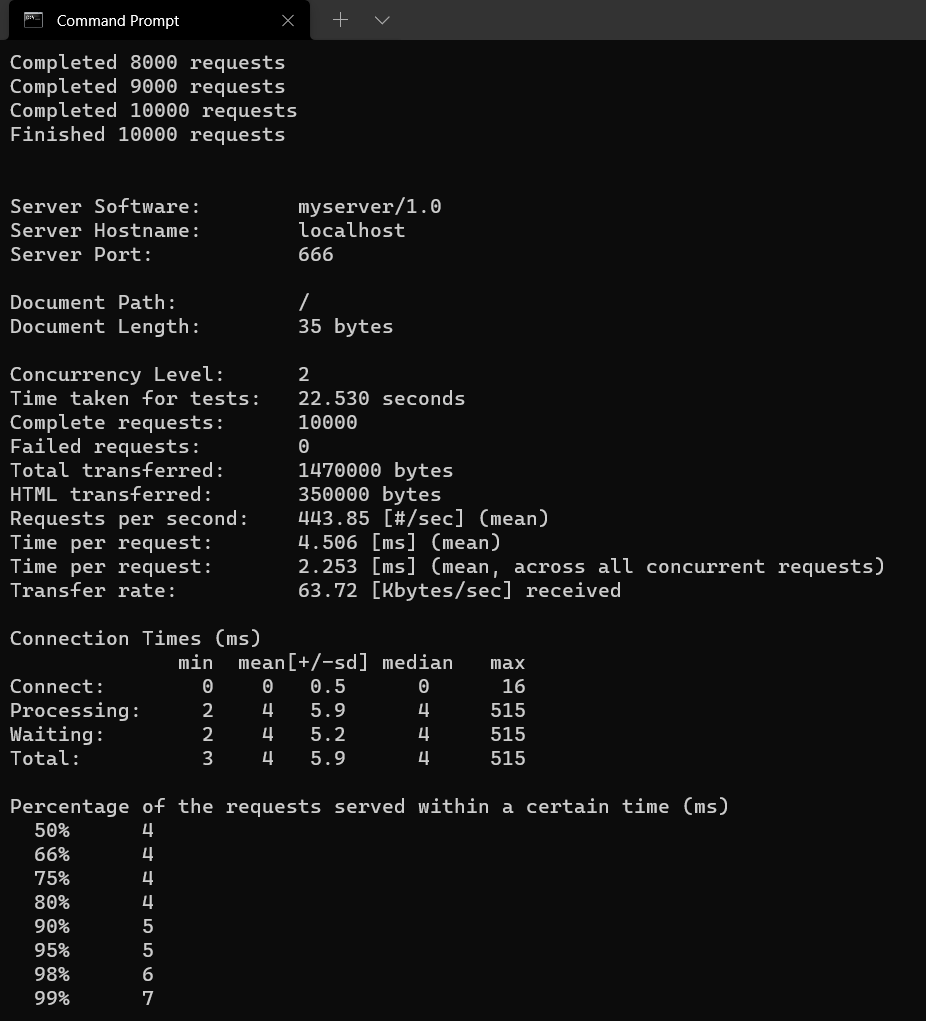 Command Prompt
Completed 8000 requests
Completed 9000 requests
Completed 10000 requests
Finished 10000 requests
Server Software: myserver/1.0
Server Hostname: localhost
Server Port: 666
Document Path: /
Document Length: 35 bytes
Concurrency Level: 2
Time taken for tests: 22.530 seconds
Complete requests: 10000
Failed requests: 0
Total transferred: 1470000 bytes
HTML transferred: 350000 bytes
Requests per second: 443.85 [#/sec] (mean)
Time per request: 4.506 [ms] (mean)
Time per request: 2.253 [ms] (mean, across all concurrent requests)
Transfer rate: 63.72 [Kbytes/sec] received
Connection Times (ms)
min mean[+/-sd] median max
Connect: 0 0 0.5 0 16
Processing: 2 4 5.9 4 515
Waiting: 2 4 5.2 4 515
Total: 3 4 5.9 4 515
Percentage of the requests served within a certain time (ms)
50% 4
66% 4
75% 4
80% 4
90% 5
95% 5
98% 6
99% 7